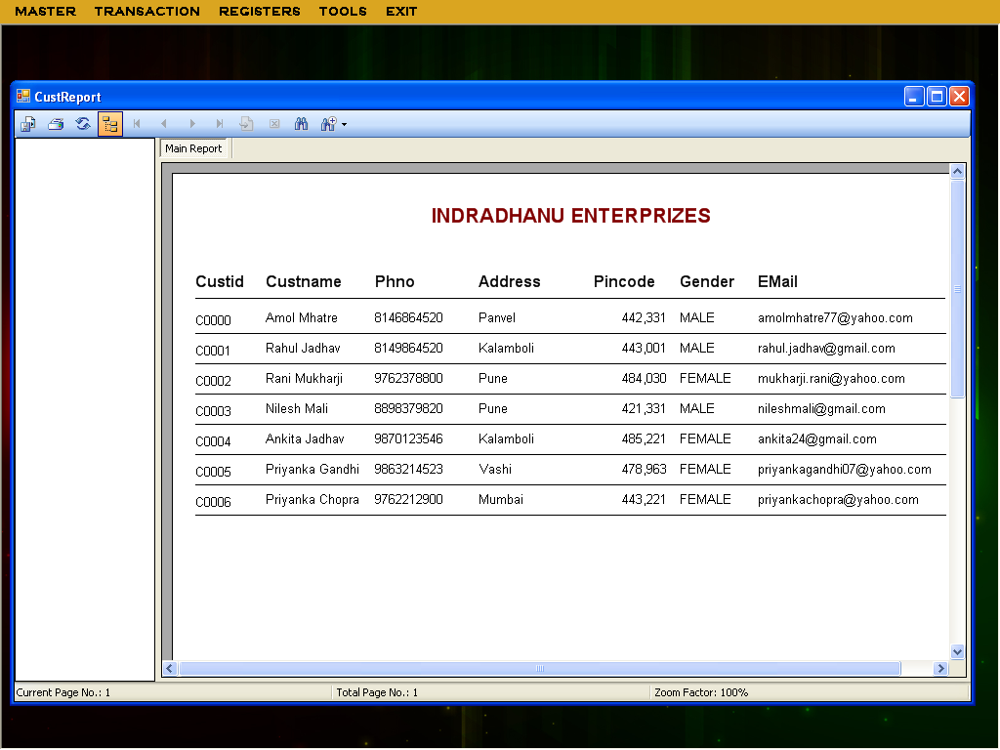 MASTER TRANSACTION REGISTERS TOOLS EXIT
CustReport
Main Report
INDRADHANU ENTERPRIZES
Custid Custname Phno Address Pincode Gender EMail
C0000 Amol Mhatre 8146864520 Panvel 442,331 MALE amolmhatre77@yahoo.com
C0001 Rahul Jadhav 8149864520 Kalamboli 443,001 MALE rahul.jadhav@gmail.com
C0002 Rani Mukharji 9762378800 Pune 484,030 FEMALE mukharji.rani@yahoo.com
C0003 Nilesh Mali 8898379820 Pune 421,331 MALE nileshmali@gmail.com
C0004 Ankita Jadhav 9870123546 Kalamboli 485,221 FEMALE ankita24@gmail.com
C0005 Priyanka Gandhi 9863214523 Vashi 478,963 FEMALE priyankagandhi07@yahoo.com
C0006 Priyanka Chopra 9762212900 Mumbai 443,221 FEMALE priyankachopra@yahoo.com
Current Page No.: 1 Total Page No.: 1 Zoom Factor: 100%